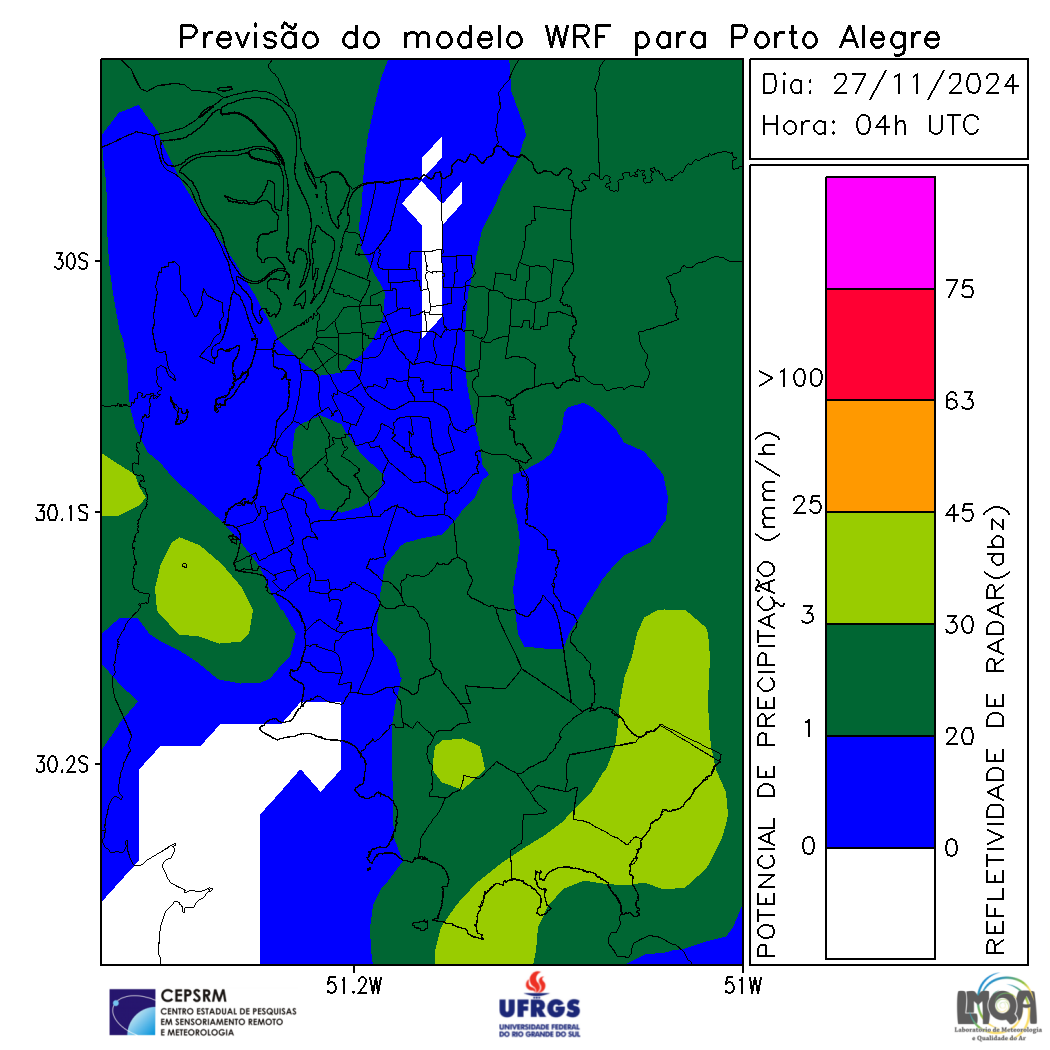 Previsão do modelo WRF para Porto Alegre
Dia: 27/11/2024
Hora: 04h UTC
30S
30.1S
30.2S
51.2W
51W
POTENCIAL DE PRECIPITAÇÃO (mm/h)
>100
25
3
1
0
75
63
45
30
20
0
REFLETIVIDADE DE RADAR(dbz)
CEPSRM
CENTRO ESTADUAL DE PESQUISAS
EM SENSORIAMENTO REMOTO
E METEOROLOGIA
UFRGS
UNIVERSIDADE FEDERAL
DO RIO GRANDE DO SUL
LMQA
Laboratório de Meteorologia
e Qualidade do Ar